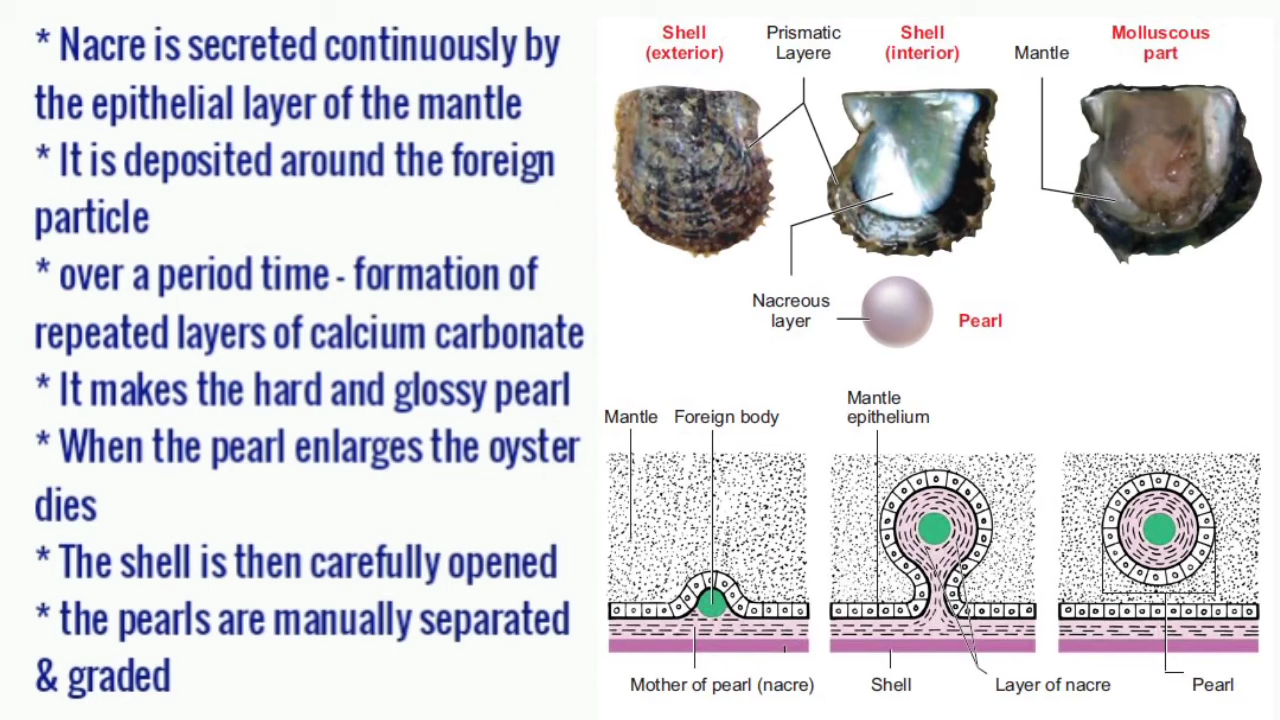 * Nacre is secreted continuously by
the epithelial layer of the mantle
* It is deposited around the foreign
particle
* over a period time - formation of
repeated layers of calcium carbonate
* It makes the hard and glossy pearl
* When the pearl enlarges the oyster
dies
* The shell is then carefully opened
* the pearls are manually separated
& graded
Shell
(exterior)
Prismatic
Layere
Shell
(interior)
Mantle
Molluscous
part
Nacreous
layer
Pearl
Mantle
Foreign body
Mantle
epithelium
Mother of pearl (nacre)
Shell
Layer of nacre
Pearl